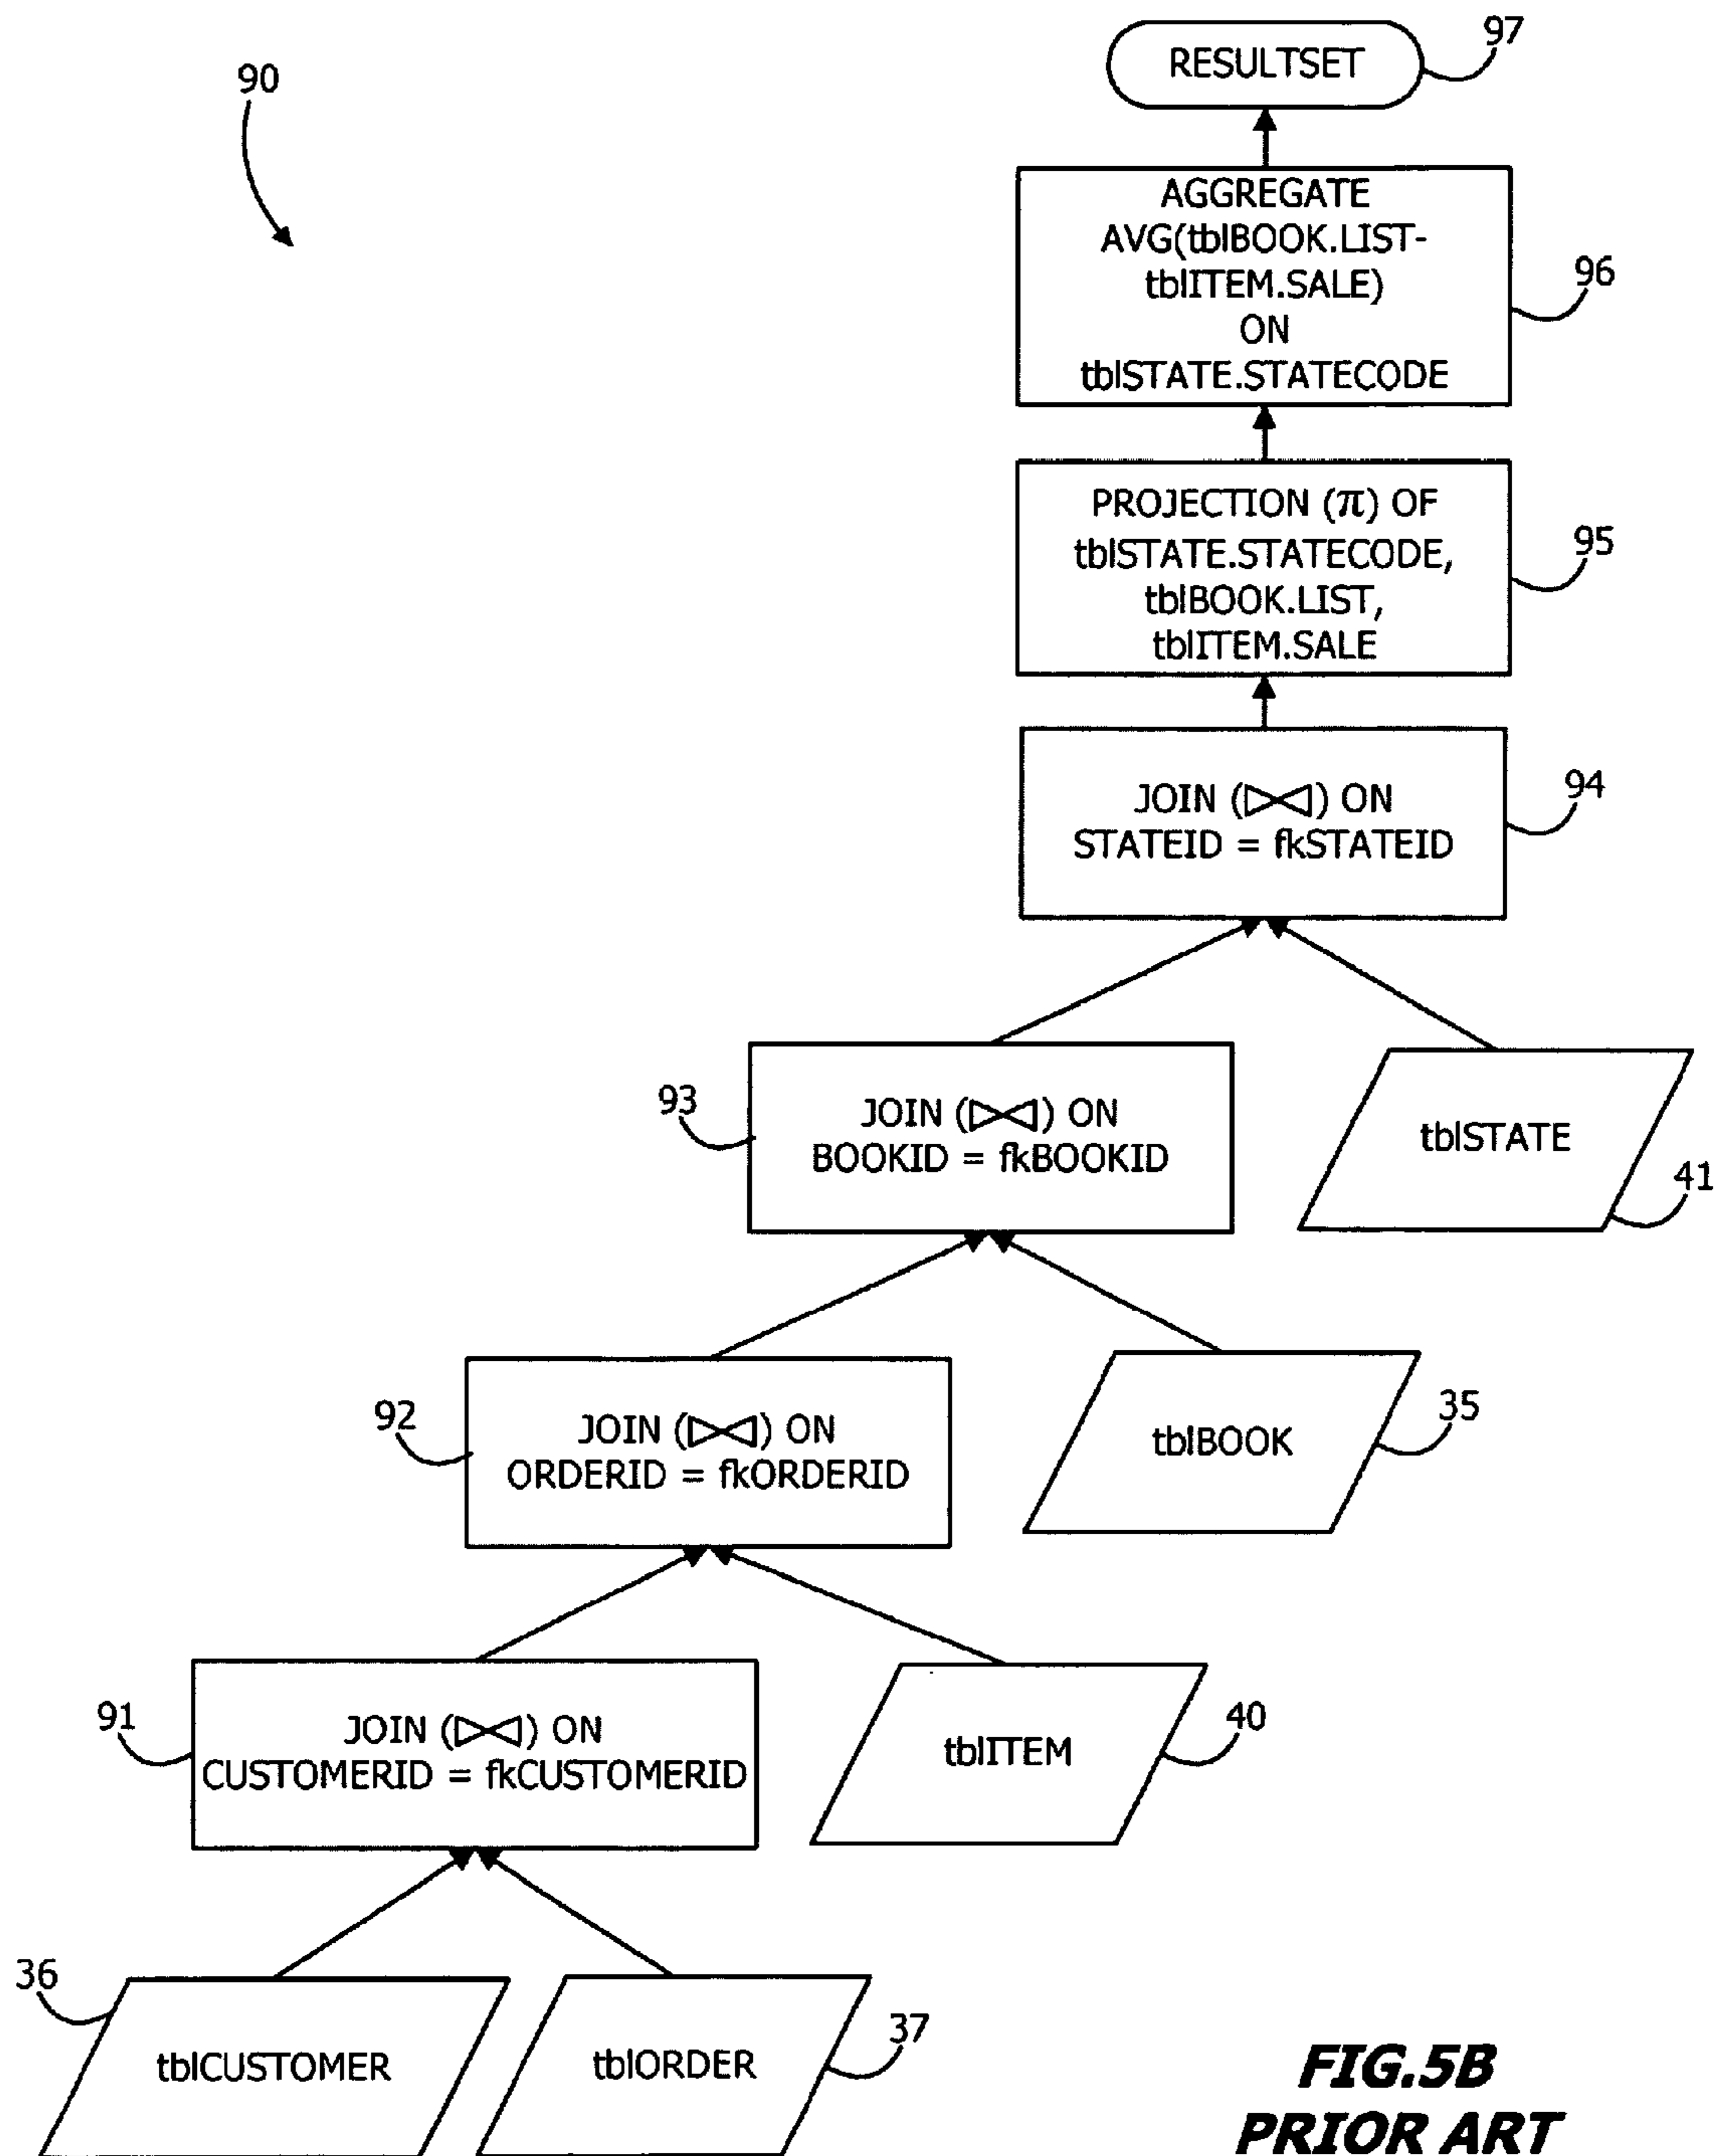 RESULTSET
97
90
AGGREGATE
AVG(tblBOOK.LIST-
tblITEM.SALE)
ON
tblSTATE.STATECODE
96
PROJECTION (π) OF
tblSTATE.STATECODE,
tblBOOK.LIST,
tblITEM.SALE
95
JOIN (▷◁) ON
STATEID = fkSTATEID
94
93
JOIN (▷◁) ON
BOOKID = fkBOOKID
tblSTATE
41
92
JOIN (▷◁) ON
ORDERID = fkORDERID
tblBOOK
35
91
JOIN (▷◁) ON
CUSTOMERID = fkCUSTOMERID
tblITEM
40
36
tblCUSTOMER
tblORDER
37
FIG.5B
PRIOR ART